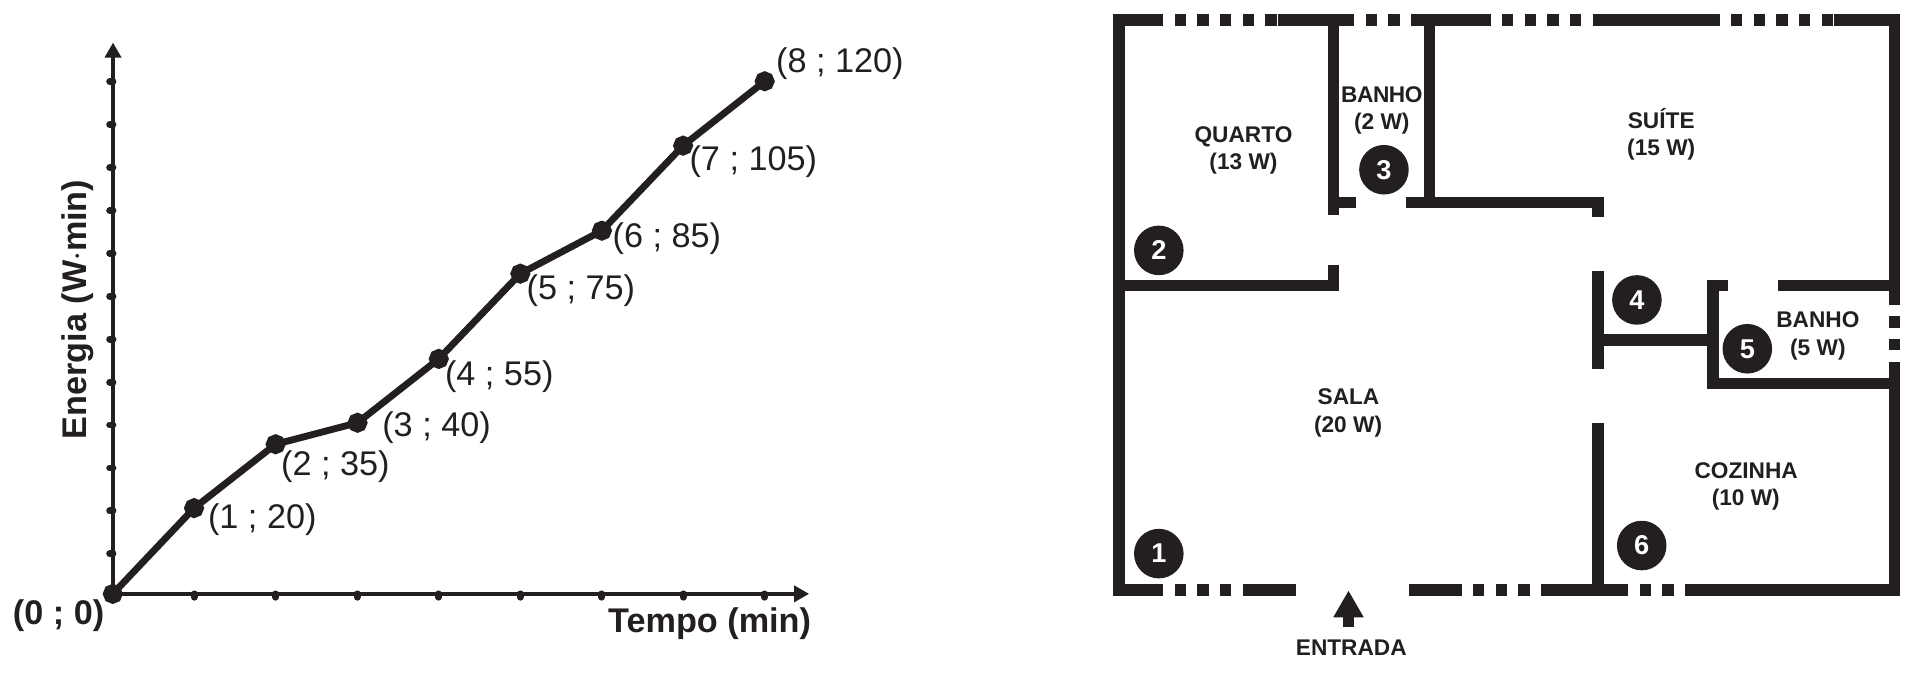 Energia (W·min)
(8 ; 120)
(7 ; 105)
(6 ; 85)
(5 ; 75)
(4 ; 55)
(3 ; 40)
(2 ; 35)
(1 ; 20)
(0 ; 0)
Tempo (min)
BANHO
(2 W)
3
QUARTO
(13 W)
2
SUÍTE
(15 W)
4
BANHO
(5 W)
5
SALA
(20 W)
1
COZINHA
(10 W)
6
ENTRADA